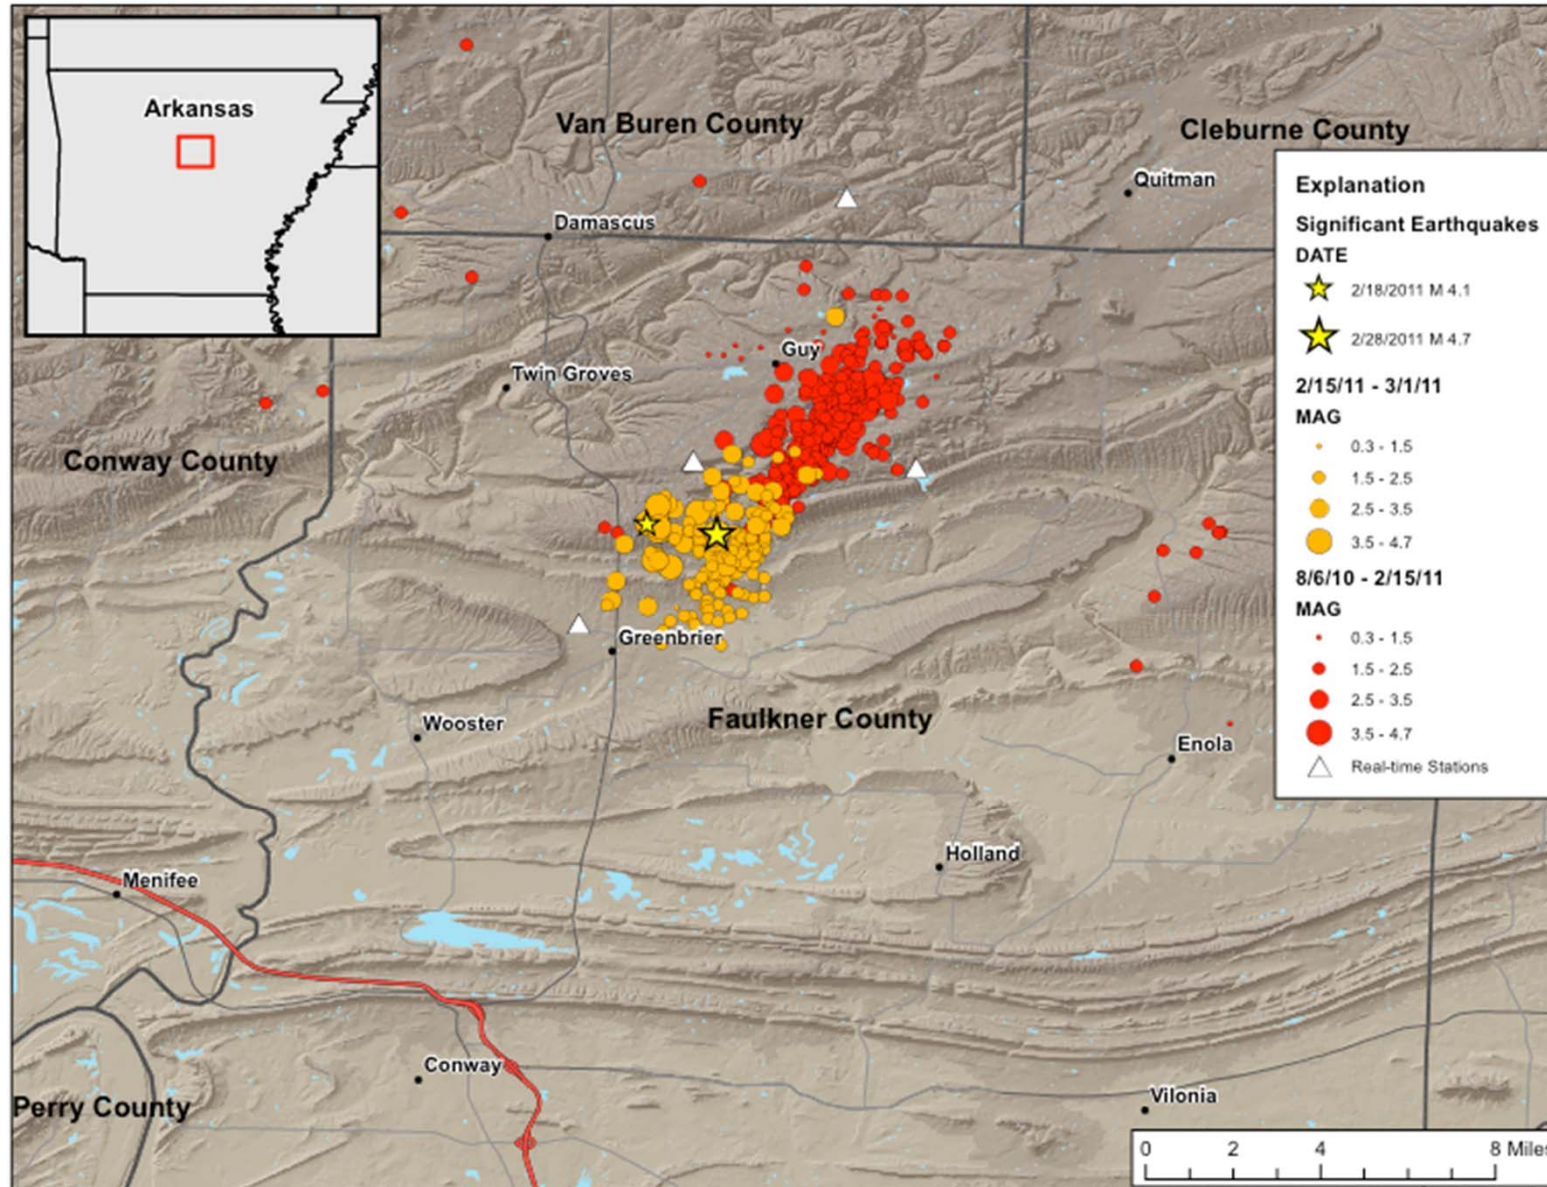 Arkansas
Van Buren County
Cleburne County
Quitman
Damascus
Guy
Twin Groves
Conway County
Greenbrier
Faulkner County
Wooster
Enola
Holland
Menifee
Conway
Perry County
Vilonia
Explanation
Significant Earthquakes
DATE
2/18/2011 M 4.1
2/28/2011 M 4.7
2/15/11 - 3/1/11
MAG
0.3 - 1.5
1.5 - 2.5
2.5 - 3.5
3.5 - 4.7
8/6/10 - 2/15/11
MAG
0.3 - 1.5
1.5 - 2.5
2.5 - 3.5
3.5 - 4.7
Real-time Stations
0 2 4 8 Miles